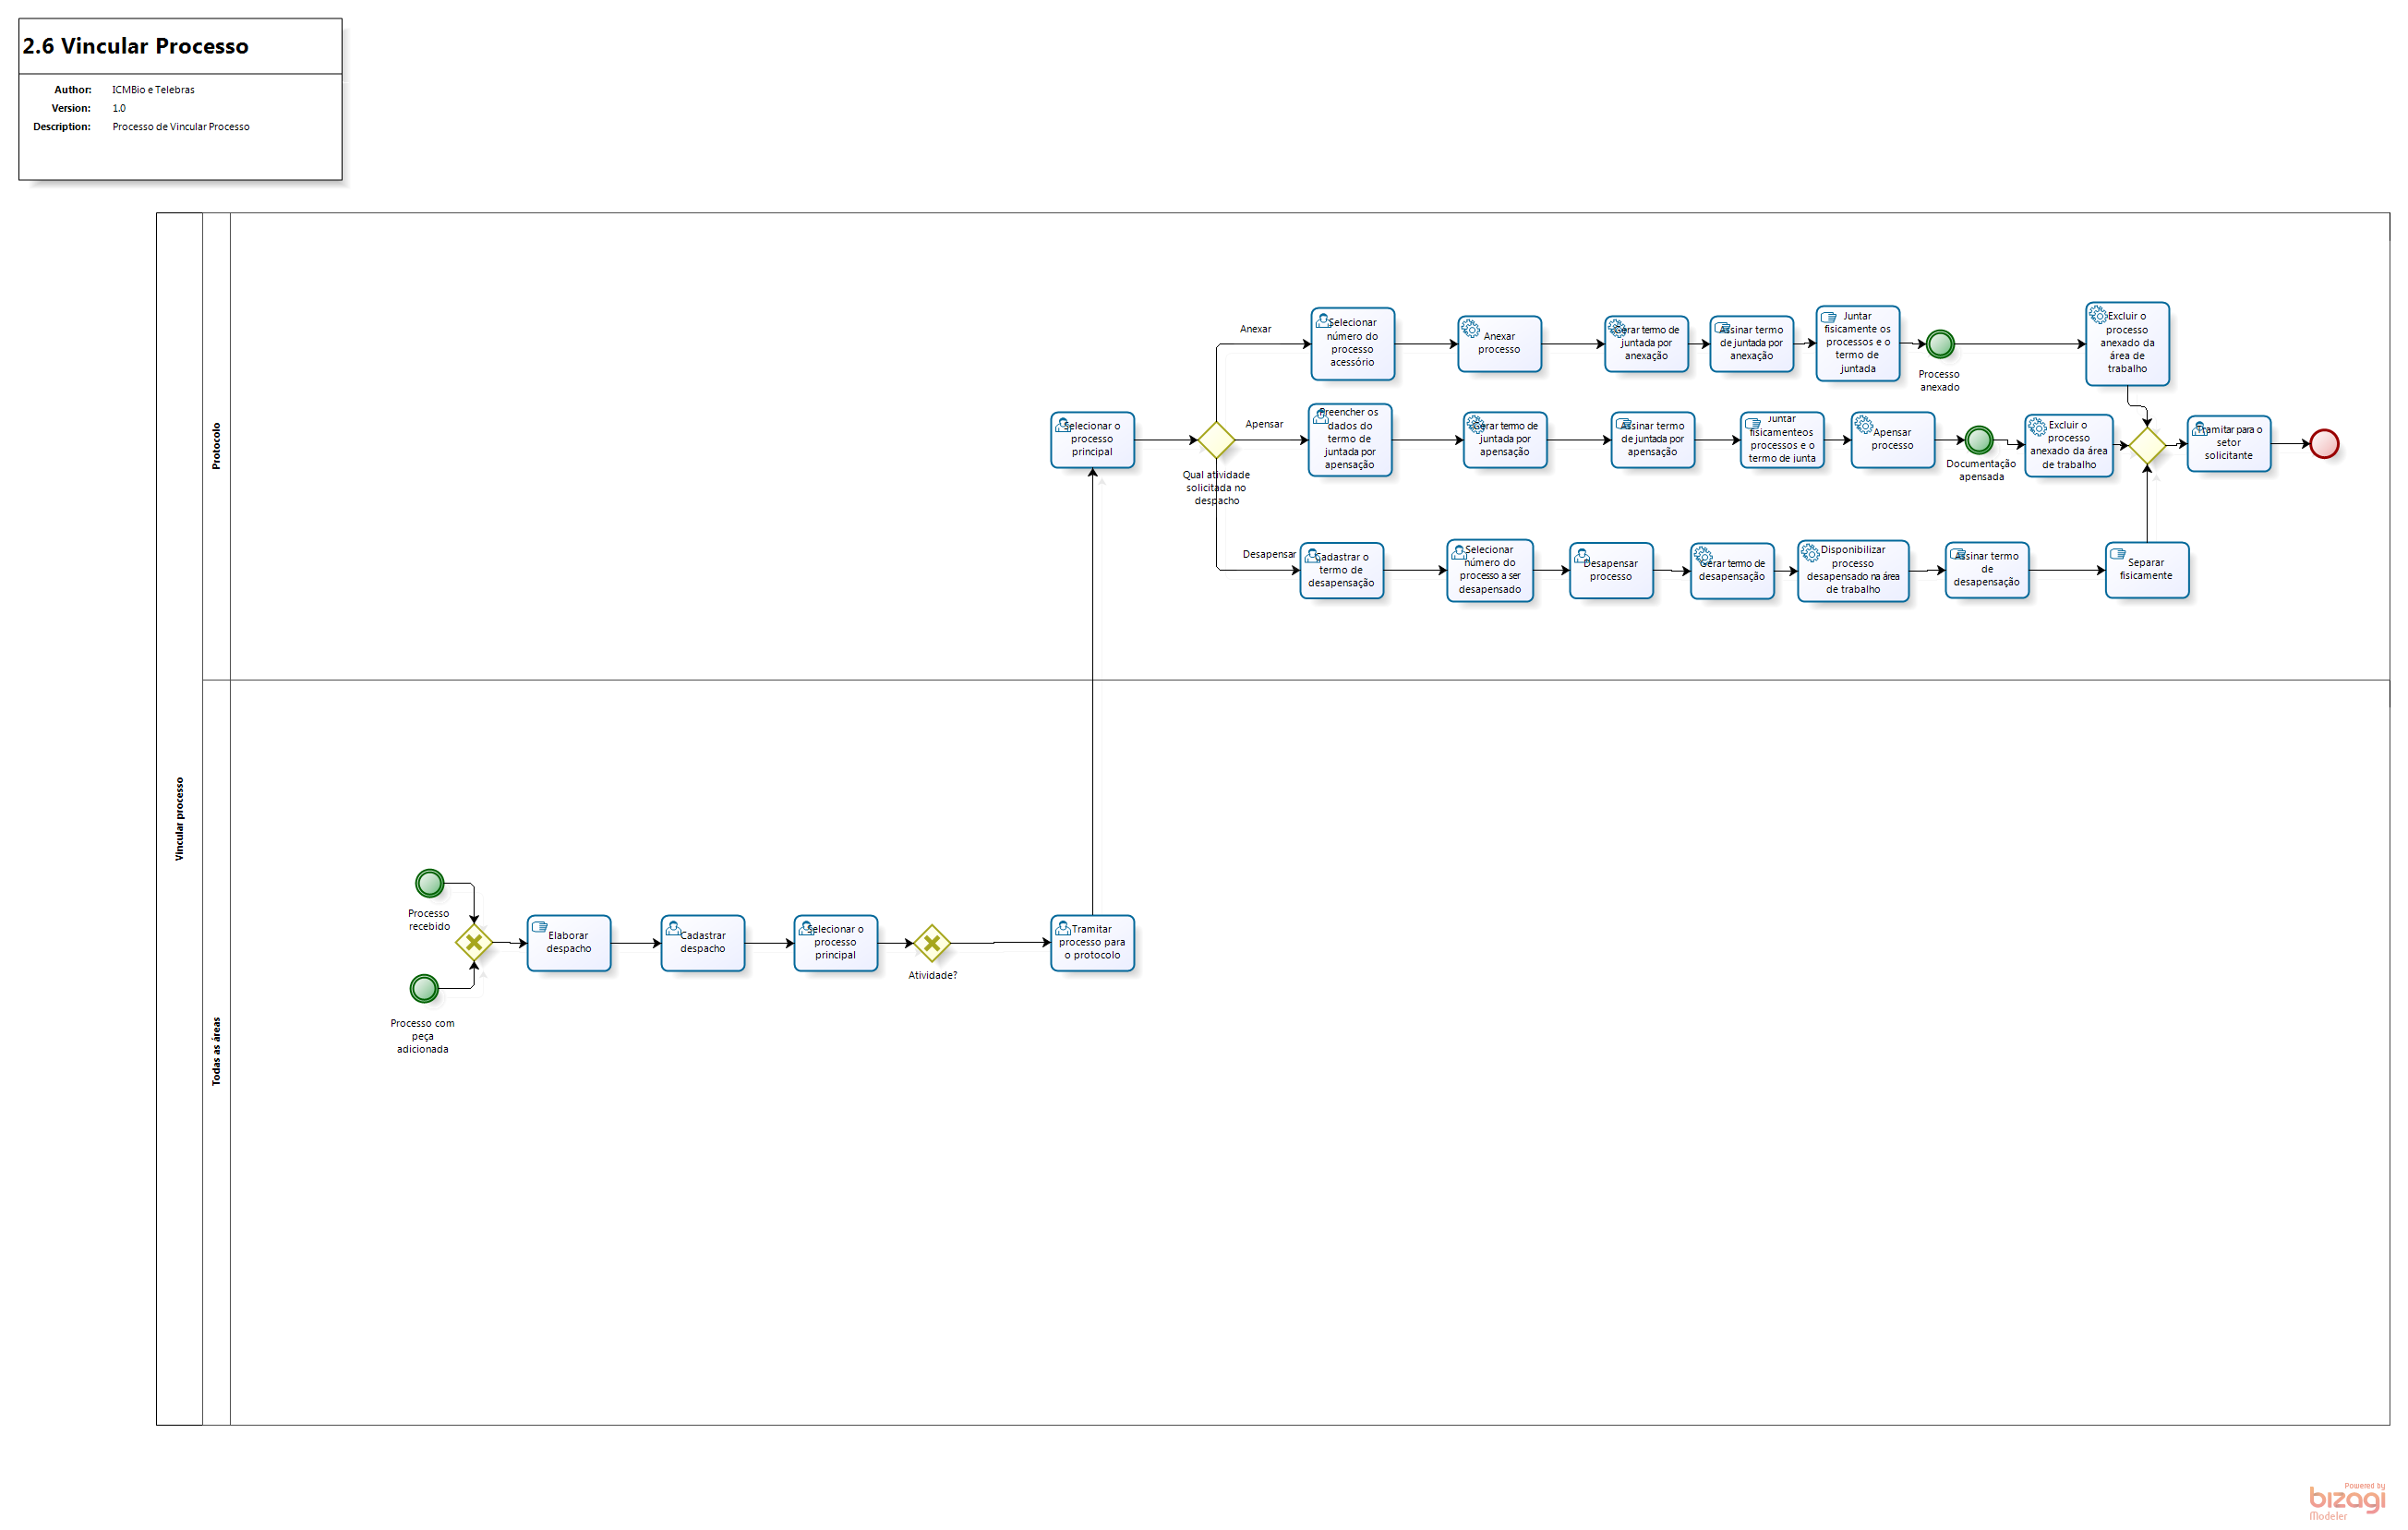 2.6 Vincular Processo
Author: ICMBio e Telebras
Version: 1.0
Description: Processo de Vincular Processo
Vincular processo
Protocolo
Selecionar o
processo
principal
Qual atividade
solicitada no
despacho
Anexar
Selecionar
número do
processo
acessório
Anexar
processo
Gerar termo de
juntada por
anexação
Assinar termo
de juntada por
anexação
Juntar
fisicamente os
processos e o
termo de
juntada
Processo
anexado
Excluir o
processo
anexado da
área de
trabalho
Apensar
Preencher os
dados do
termo de
juntada por
apensação
Gerar termo de
juntada por
apensação
Assinar termo
de juntada por
apensação
Juntar
fisicamenteos
processos e o
termo de junta
Apensar
processo
Documentação
apensada
Excluir o
processo
anexado da área
de trabalho
Tramitar para o
setor
solicitante
Desapensar
Cadastrar o
termo de
desapensação
Selecionar
número do
processo a ser
desapensado
Desapensar
processo
Gerar termo de
desapensação
Disponibilizar
processo
desapensado na área
de trabalho
Assinar termo
de
desapensação
Separar
fisicamente
Todas as áreas
Processo
recebido
Processo com
peça
adicionada
Elaborar
despacho
Cadastrar
despacho
Selecionar o
processo
principal
Atividade?
Tramitar
processo para
o protocolo
Powered by
bizagi
Modeler